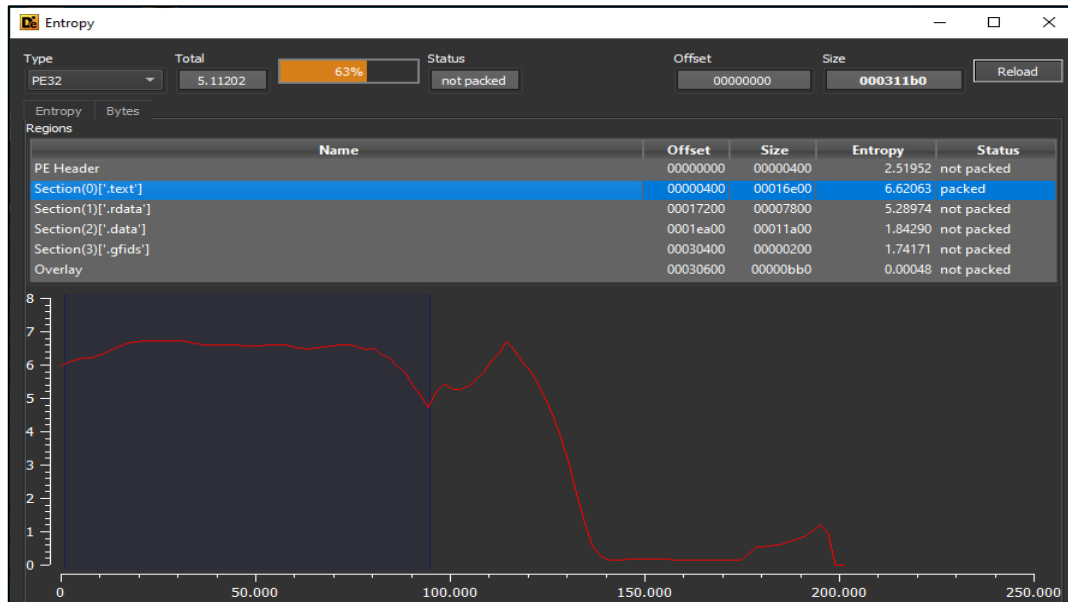 De Entropy
Type Total Status Offset Size
PE32 5.11202 63% not packed 00000000 000311b0 Reload
Entropy Bytes
Regions
Name Offset Size Entropy Status
PE Header 00000000 00000400 2.51952 not packed
Section(0)['.text'] 00000400 00016e00 6.62063 packed
Section(1)['.rdata'] 00017200 00007800 5.28974 not packed
Section(2)['.data'] 0001ea00 00011a00 1.84290 not packed
Section(3)['.gfids'] 00030400 00000200 1.74171 not packed
Overlay 00030600 00000bb0 0.00048 not packed
8
7
6
5
4
3
2
1
0
0 50.000 100.000 150.000 200.000 250.000